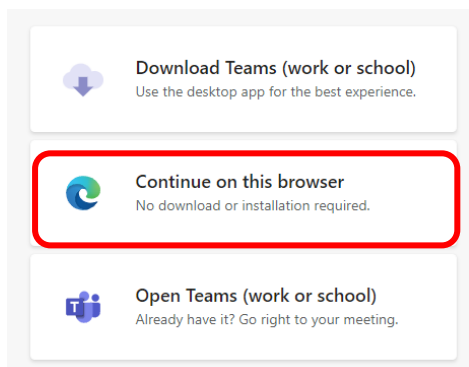 Download Teams (work or school)
Use the desktop app for the best experience.
Continue on this browser
No download or installation required.
Open Teams (work or school)
Already have it? Go right to your meeting.